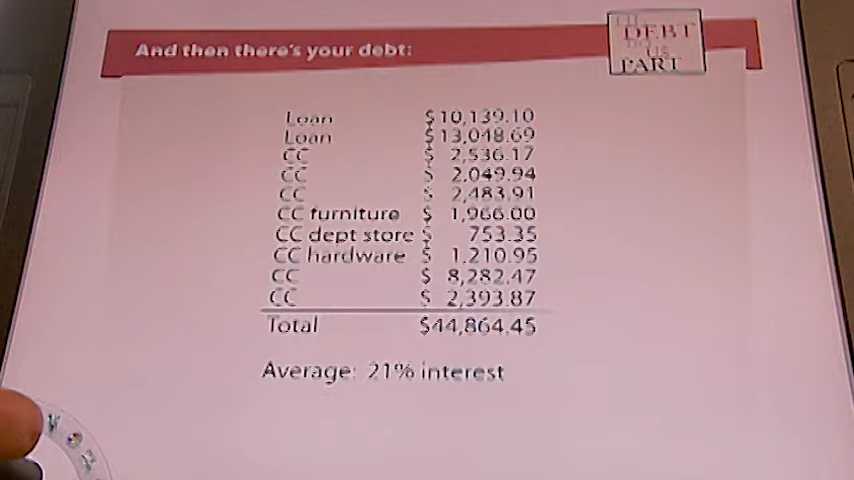 And then there's your debt:
TIL
DEBT
DO US
PART
Loan $10,139.10
Loan $13,048.69
CC $ 2,536.17
CC $ 2,049.94
CC $ 2,483.91
CC furniture $ 1,966.00
CC dept store $ 753.35
CC hardware $ 1,210.95
CC $ 8,282.47
CC $ 2,393.87
Total $44,864.45
Average: 21% interest